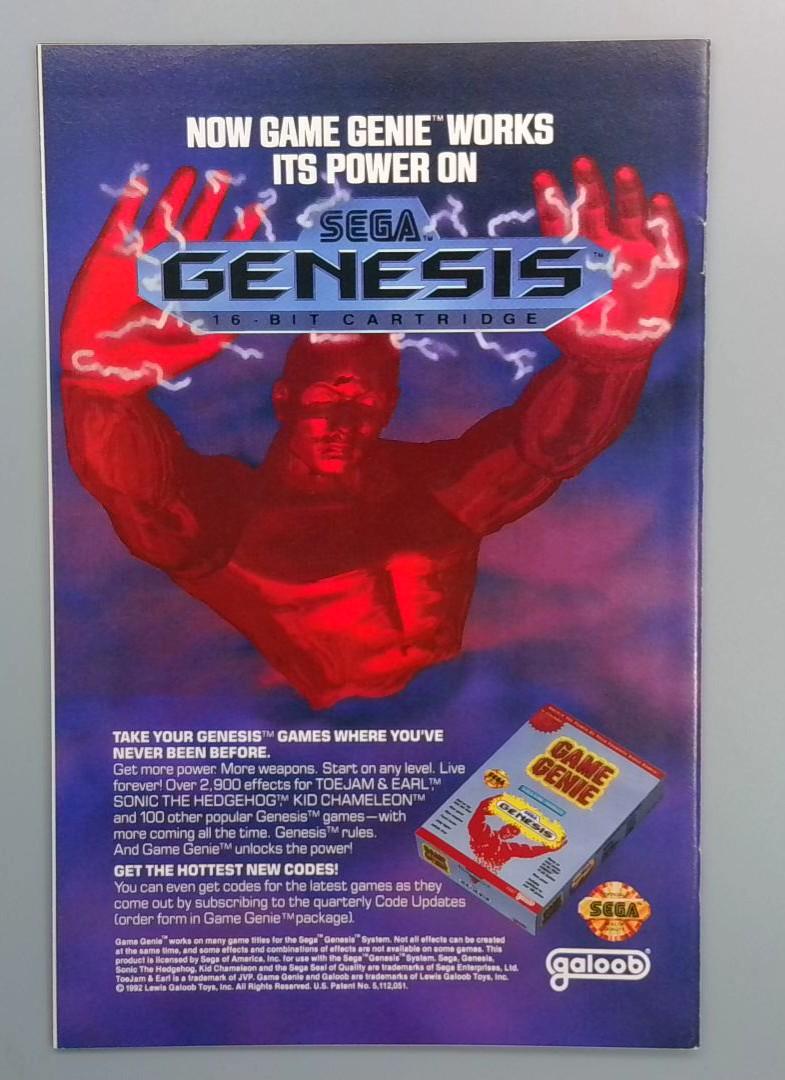 NOW GAME GENIE™ WORKS
ITS POWER ON
SEGA™
GENESIS™
16-BIT CARTRIDGE
TAKE YOUR GENESIS™ GAMES WHERE YOU'VE
NEVER BEEN BEFORE.
Get more power. More weapons. Start on any level. Live
forever! Over 2,900 effects for TOEJAM & EARL,™
SONIC THE HEDGEHOG,™ KID CHAMELEON™
and 100 other popular Genesis™ games—with
more coming all the time. Genesis™ rules.
And Game Genie™ unlocks the power!
GET THE HOTTEST NEW CODES!
You can even get codes for the latest games as they
come out by subscribing to the quarterly Code Updates
(order form in Game Genie™ package).
Game Genie™ works on many game titles for the Sega™ Genesis™ System. Not all effects can be created
at the same time, and some effects and combinations of effects are not available on some games. This
product is licensed by Sega of America, Inc. for use with the Sega™ Genesis™ System. Sega, Genesis,
Sonic The Hedgehog, Kid Chameleon and the Sega Seal of Quality are trademarks of Sega Enterprises, Ltd.
ToeJam & Earl is a trademark of JVP. Game Genie and Galoob are trademarks of Lewis Galoob Toys, Inc.
© 1992 Lewis Galoob Toys, Inc. All Rights Reserved. U.S. Patent No. 5,112,051.
GAME
GENIE
SEGA
GENESIS
GAME
GENIE
SEGA
galoob®